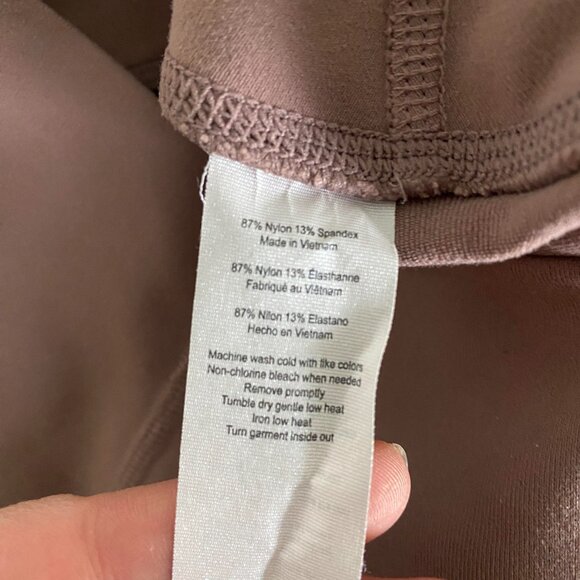 87% Nylon 13% Spandex
Made in Vietnam
87% Nylon 13% Élasthanne
Fabriqué au Viêtnam
87% Nilon 13% Elastano
Hecho en Vietnam
Machine wash cold with like colors
Non-chlorine bleach when needed
Remove promptly
Tumble dry gentle low heat
Iron low heat
Turn garment inside out